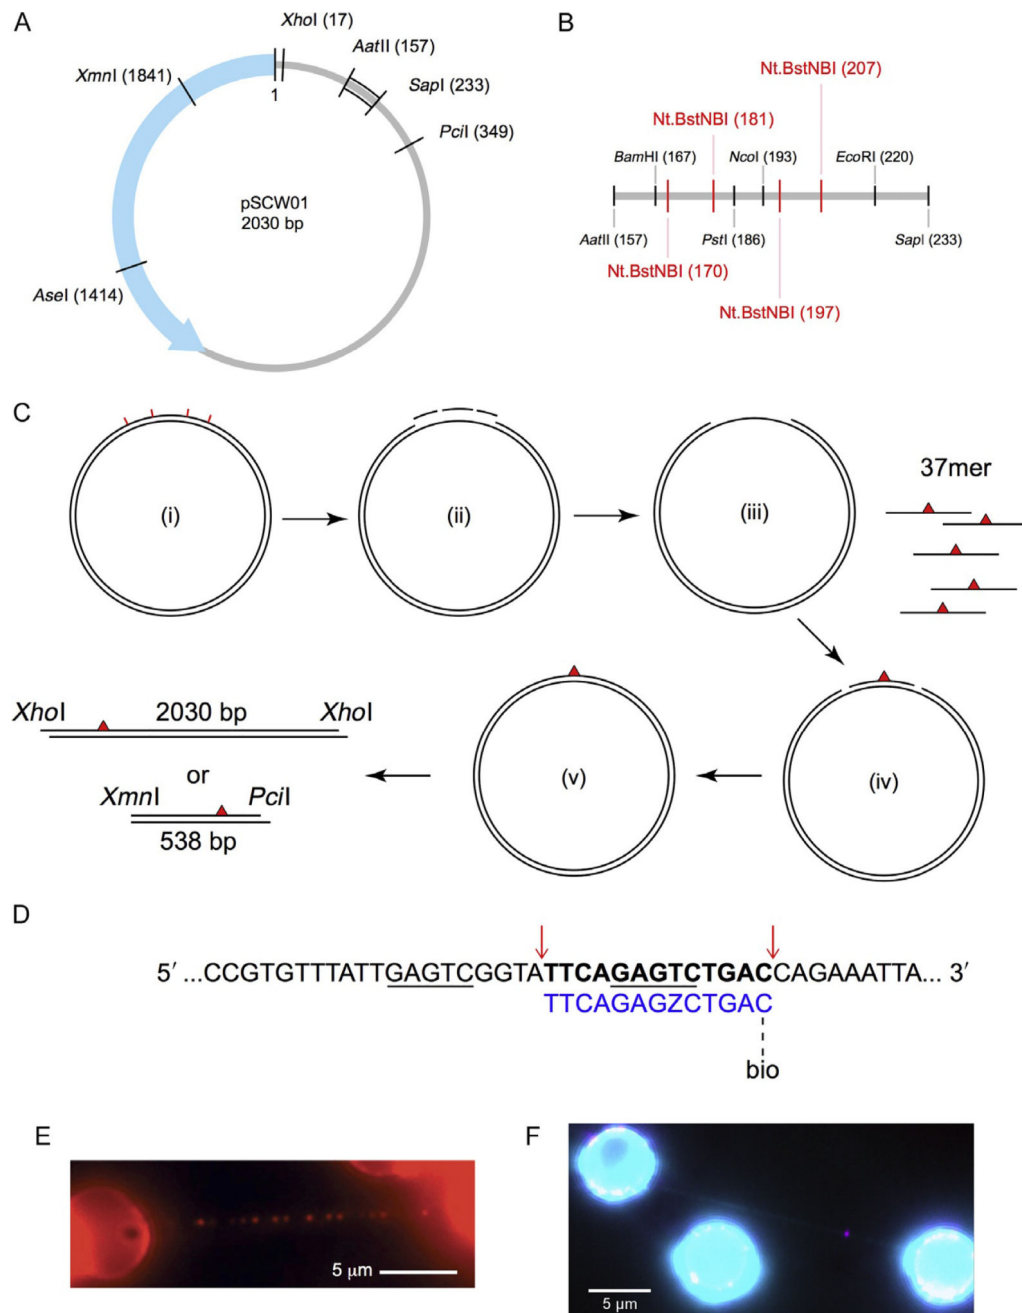 A
XhoI (17)
AatII (157)
XmnI (1841)
SapI (233)
1
PciI (349)
pSCW01
2030 bp
AseI (1414)
B
Nt.BstNBI (207)
Nt.BstNBI (181)
BamHI (167)
NcoI (193)
EcoRI (220)
AatII (157)
PstI (186)
SapI (233)
Nt.BstNBI (170)
Nt.BstNBI (197)
C
37mer
(i)
(ii)
(iii)
XhoI
2030 bp
XhoI
or
XmnI
PciI
538 bp
(v)
(iv)
D
5′ ...CCGTGTTTATTGAGTCGGTATTCAGAGTCTGACCAGAAATTA... 3′
TTCAGAGZCTGAC
bio
E
5 μm
F
5 μm